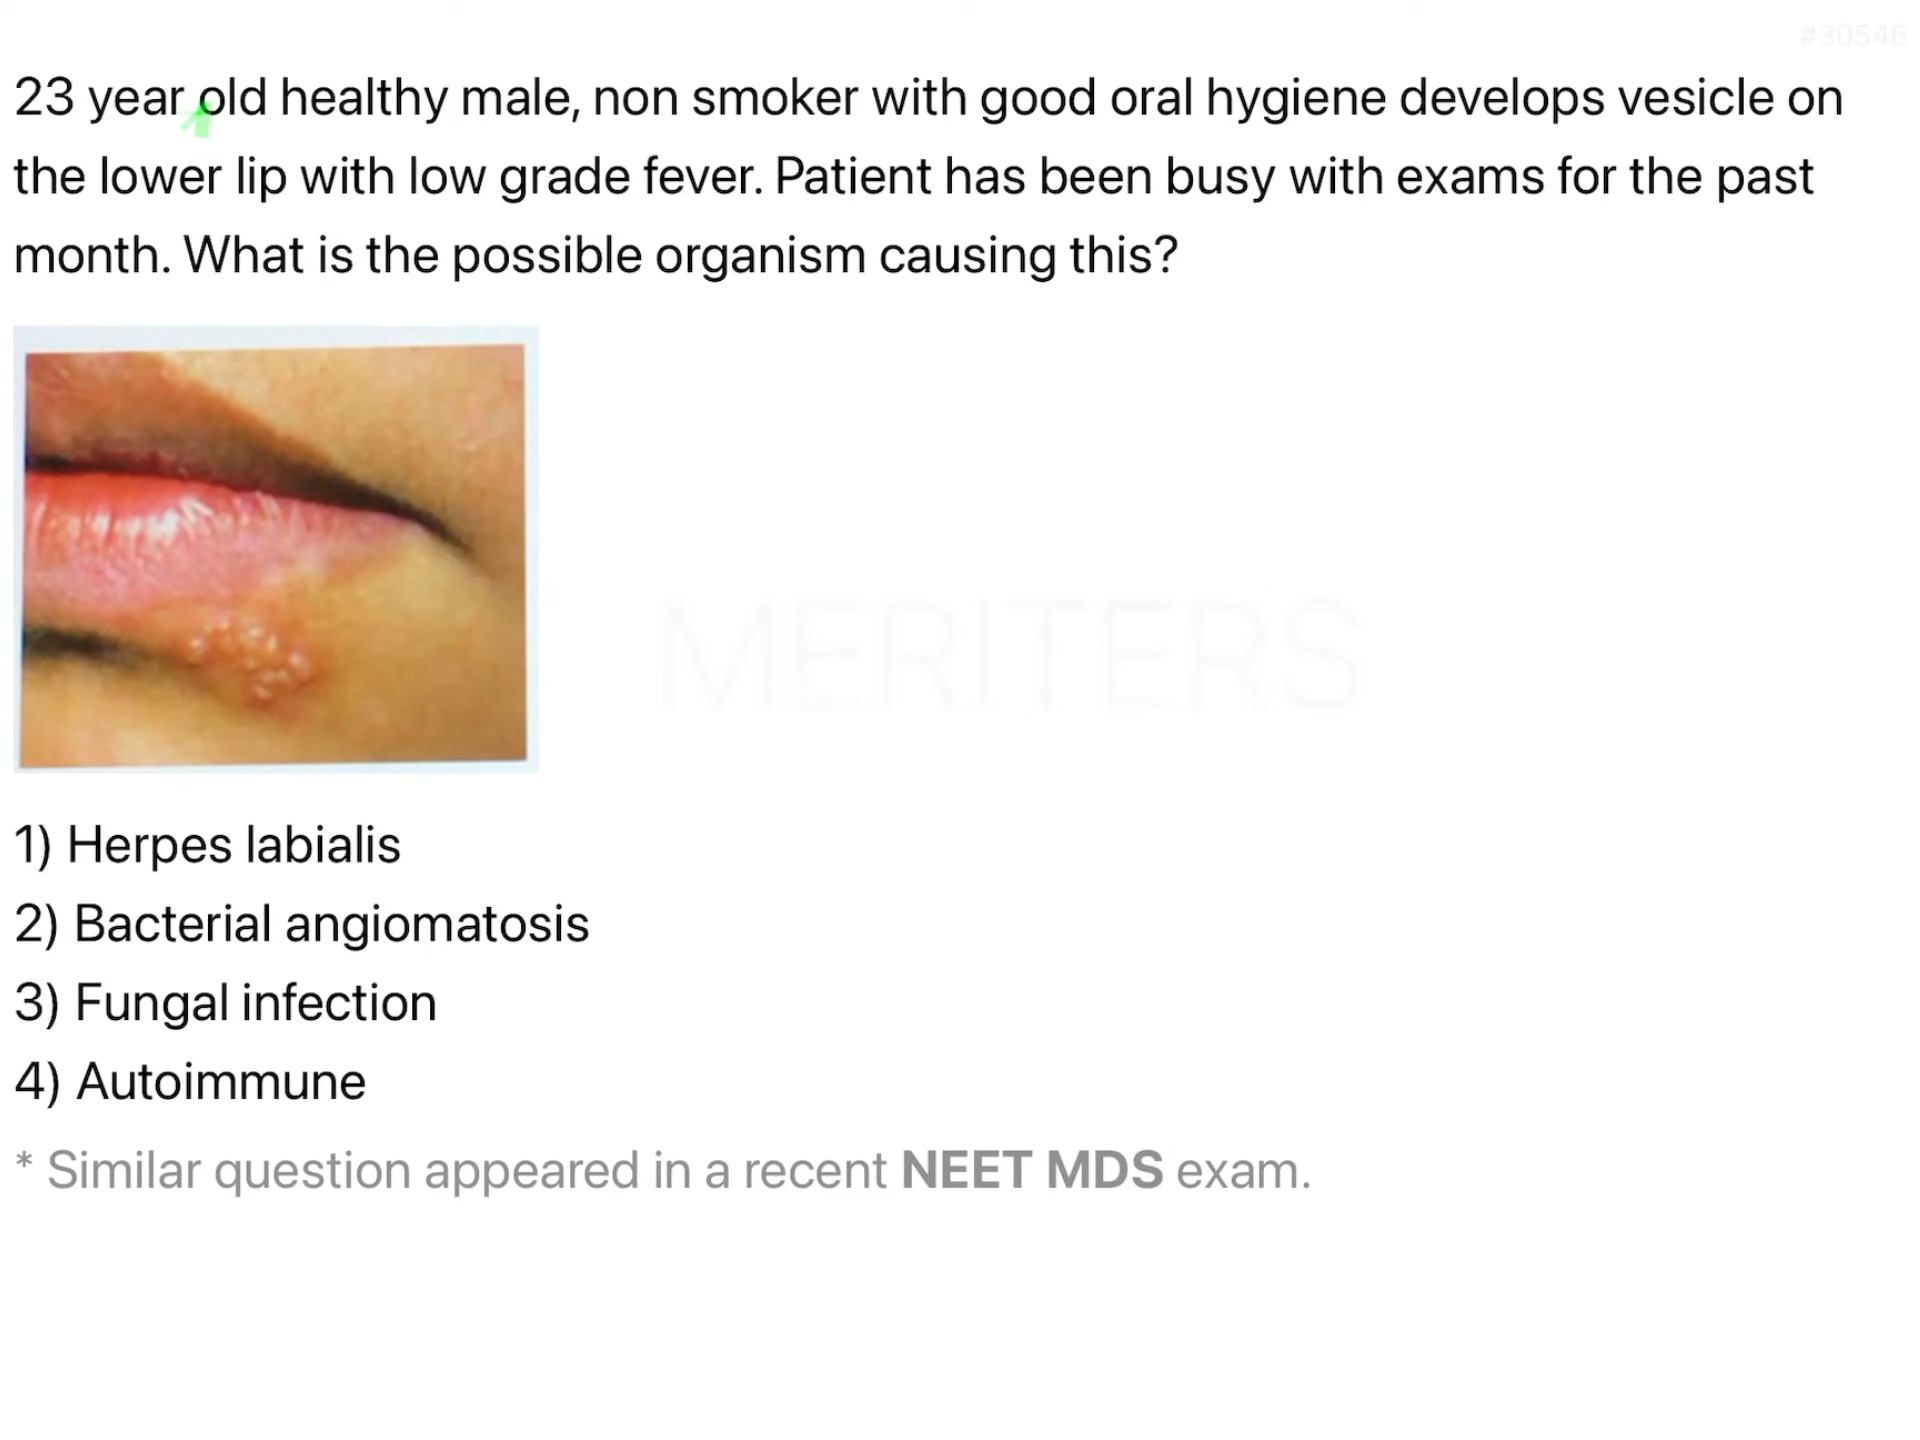 #30546
23 year old healthy male, non smoker with good oral hygiene develops vesicle on
the lower lip with low grade fever. Patient has been busy with exams for the past
month. What is the possible organism causing this?
MERITERS
1) Herpes labialis
2) Bacterial angiomatosis
3) Fungal infection
4) Autoimmune
* Similar question appeared in a recent NEET MDS exam.